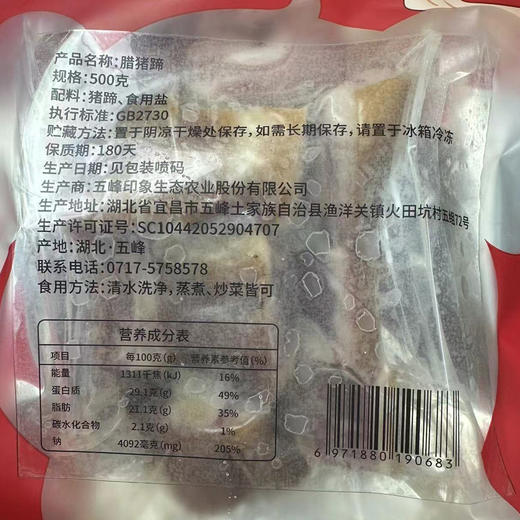 产品名称:腊猪蹄
规格:500克
配料:猪蹄、食用盐
执行标准:GB2730
贮藏方法:置于阴凉干燥处保存,如需长期保存,请置于冰箱冷冻
保质期:180天
生产日期:见包装喷码
生产商:五峰印象生态农业股份有限公司
生产地址:湖北省宜昌市五峰土家族自治县渔洋关镇火田坑村五组72号
生产许可证号:SC10442052904707
产地:湖北·五峰
联系电话:0717-5758578
食用方法:清水洗净,蒸煮、炒菜皆可
营养成分表
项目 每100克(g) 营养素参考值(%)
能量 1311千焦(kJ) 16%
蛋白质 29.1克(g) 49%
脂肪 21.1克(g) 35%
碳水化合物 2.1克(g) 1%
钠 4092毫克(mg) 205%
6 971880 190683